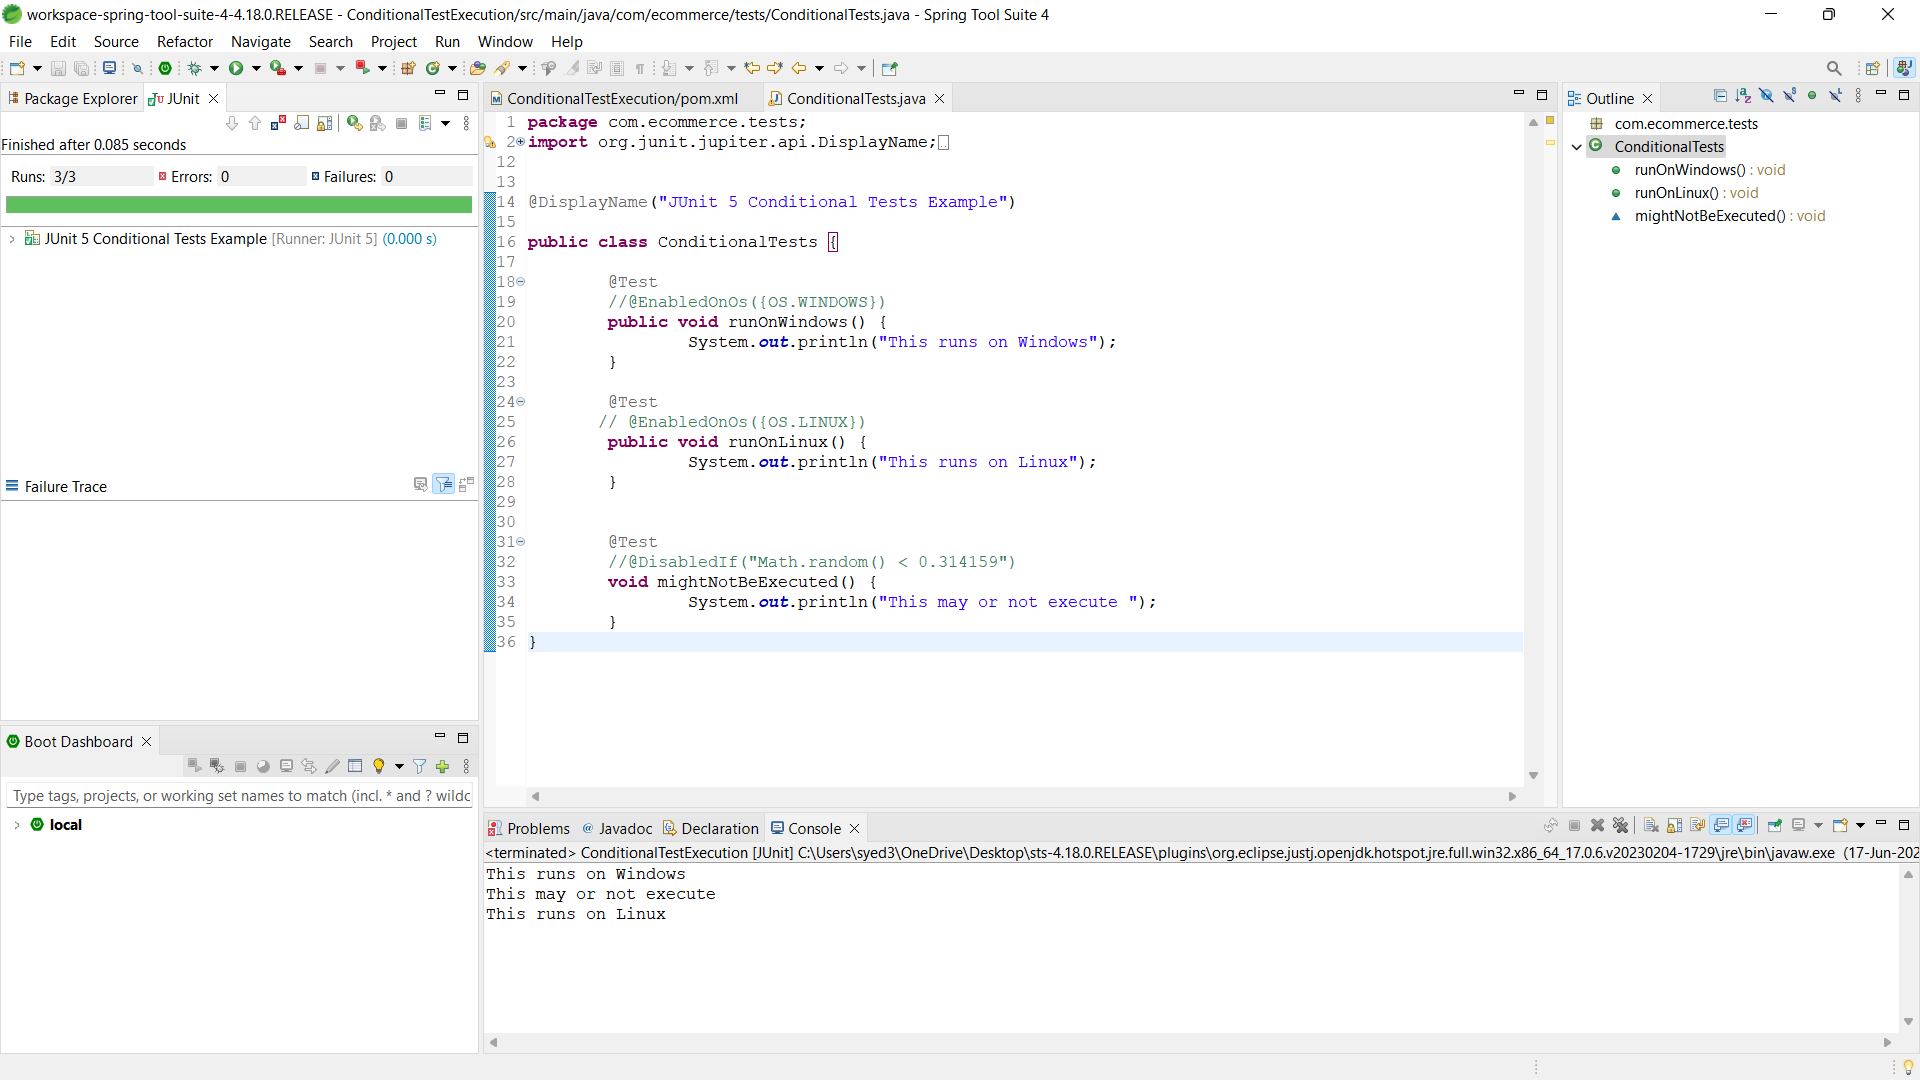 workspace-spring-tool-suite-4-4.18.0.RELEASE - ConditionalTestExecution/src/main/java/com/ecommerce/tests/ConditionalTests.java - Spring Tool Suite 4
File Edit Source Refactor Navigate Search Project Run Window Help
Package Explorer JUnit
Finished after 0.085 seconds
Runs: 3/3 Errors: 0 Failures: 0
JUnit 5 Conditional Tests Example [Runner: JUnit 5] (0.000 s)
Failure Trace
Boot Dashboard
Type tags, projects, or working set names to match (incl. * and ? wildc
local
ConditionalTestExecution/pom.xml ConditionalTests.java
1 package com.ecommerce.tests;
2 import org.junit.jupiter.api.DisplayName;
12
13
14 @DisplayName("JUnit 5 Conditional Tests Example")
15
16 public class ConditionalTests {
17
18 @Test
19 //@EnabledOnOs({OS.WINDOWS})
20 public void runOnWindows() {
21 System.out.println("This runs on Windows");
22 }
23
24 @Test
25 // @EnabledOnOs({OS.LINUX})
26 public void runOnLinux() {
27 System.out.println("This runs on Linux");
28 }
29
30
31 @Test
32 //@DisabledIf("Math.random() < 0.314159")
33 void mightNotBeExecuted() {
34 System.out.println("This may or not execute ");
35 }
36 }
Outline
com.ecommerce.tests
ConditionalTests
runOnWindows() : void
runOnLinux() : void
mightNotBeExecuted() : void
Problems @ Javadoc Declaration Console
<terminated> ConditionalTestExecution [JUnit] C:\Users\syed3\OneDrive\Desktop\sts-4.18.0.RELEASE\plugins\org.eclipse.justj.openjdk.hotspot.jre.full.win32.x86_64_17.0.6.v20230204-1729\jre\bin\javaw.exe (17-Jun-202
This runs on Windows
This may or not execute
This runs on Linux